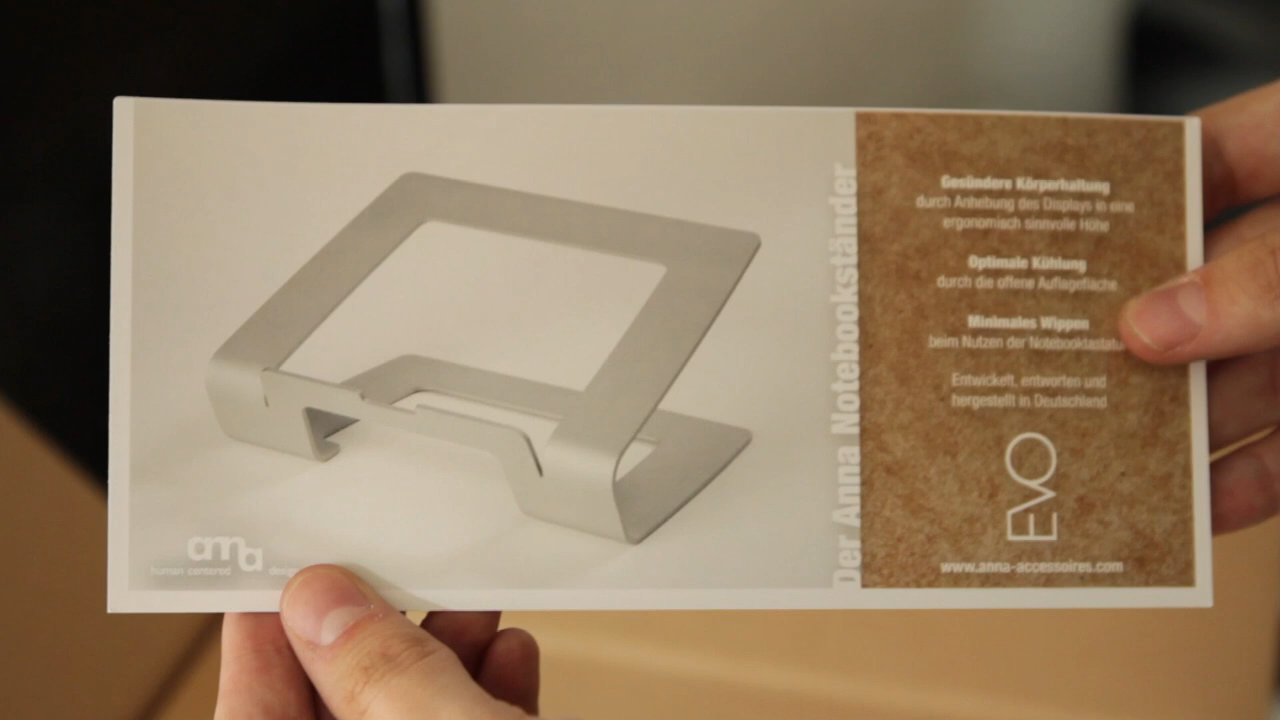 anna
human centered design
Der Anna Notebookständer
Gesündere Körperhaltung
durch Anhebung des Displays in eine
ergonomisch sinnvolle Höhe
Optimale Kühlung
durch die offene Auflagefläche
Minimales Wippen
beim Nutzen der Notebooktastatur
Entwickelt, entworfen und
hergestellt in Deutschland
EVO
www.anna-accessoires.com